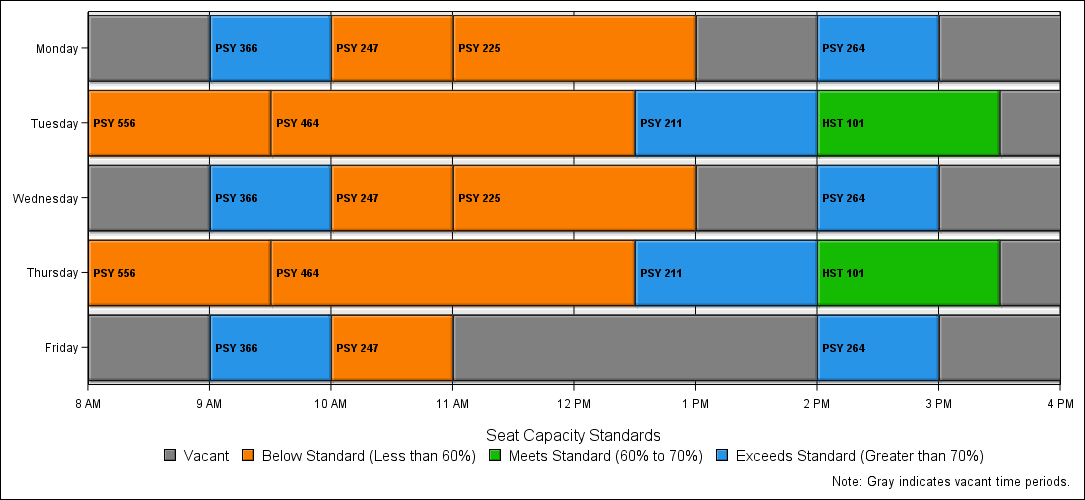 Monday PSY 366 PSY 247 PSY 225 PSY 264
Tuesday PSY 556 PSY 464 PSY 211 HST 101
Wednesday PSY 366 PSY 247 PSY 225 PSY 264
Thursday PSY 556 PSY 464 PSY 211 HST 101
Friday PSY 366 PSY 247 PSY 264
8 AM 9 AM 10 AM 11 AM 12 PM 1 PM 2 PM 3 PM 4 PM
Seat Capacity Standards
Vacant Below Standard (Less than 60%) Meets Standard (60% to 70%) Exceeds Standard (Greater than 70%)
Note: Gray indicates vacant time periods.